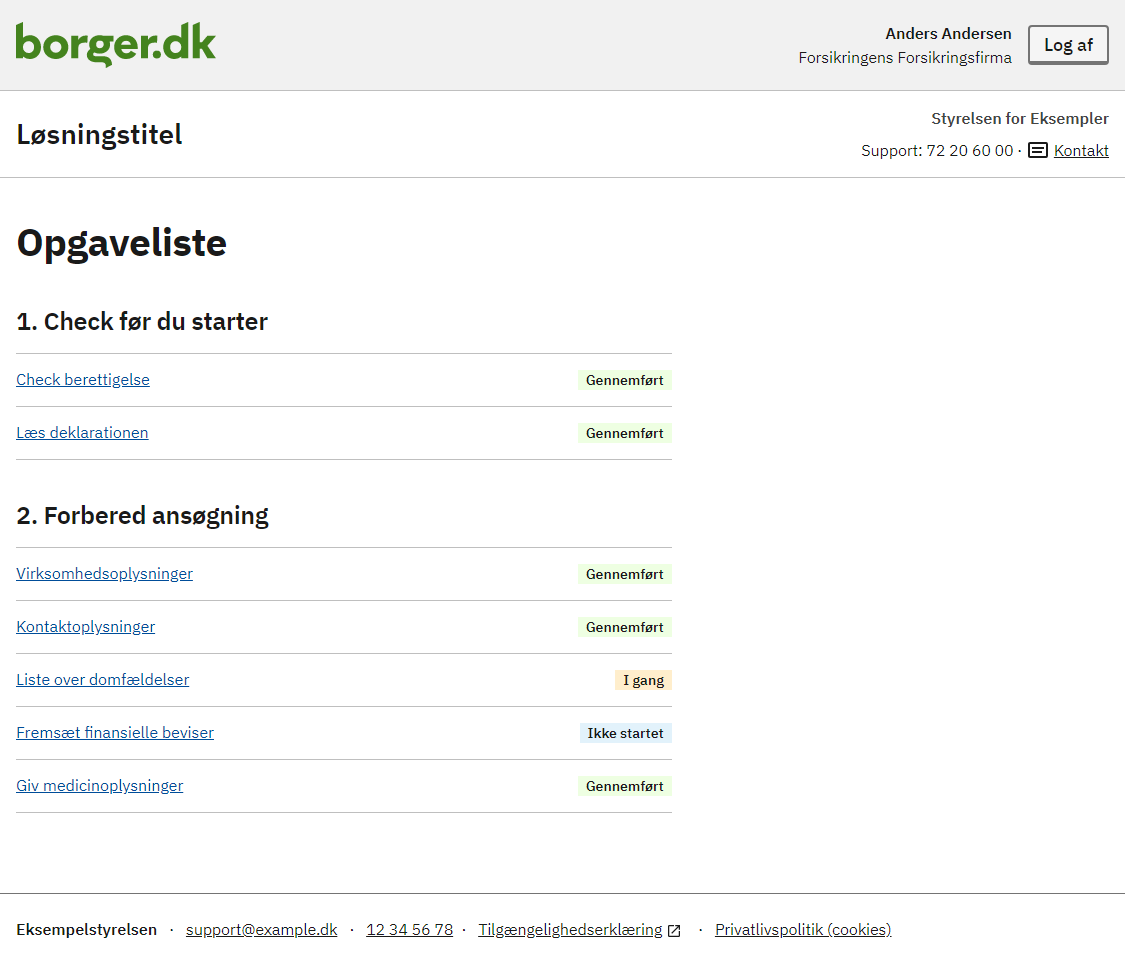 borger.dk
Anders Andersen
Forsikringens Forsikringsfirma
Log af
Løsningstitel
Styrelsen for Eksempler
Support: 72 20 60 00 · Kontakt
Opgaveliste
1. Check før du starter
Check berettigelse Gennemført
Læs deklarationen Gennemført
2. Forbered ansøgning
Virksomhedsoplysninger Gennemført
Kontaktoplysninger Gennemført
Liste over domfældelser I gang
Fremsæt finansielle beviser Ikke startet
Giv medicinoplysninger Gennemført
Eksempelstyrelsen · support@example.dk · 12 34 56 78 · Tilgængelighedserklæring · Privatlivspolitik (cookies)